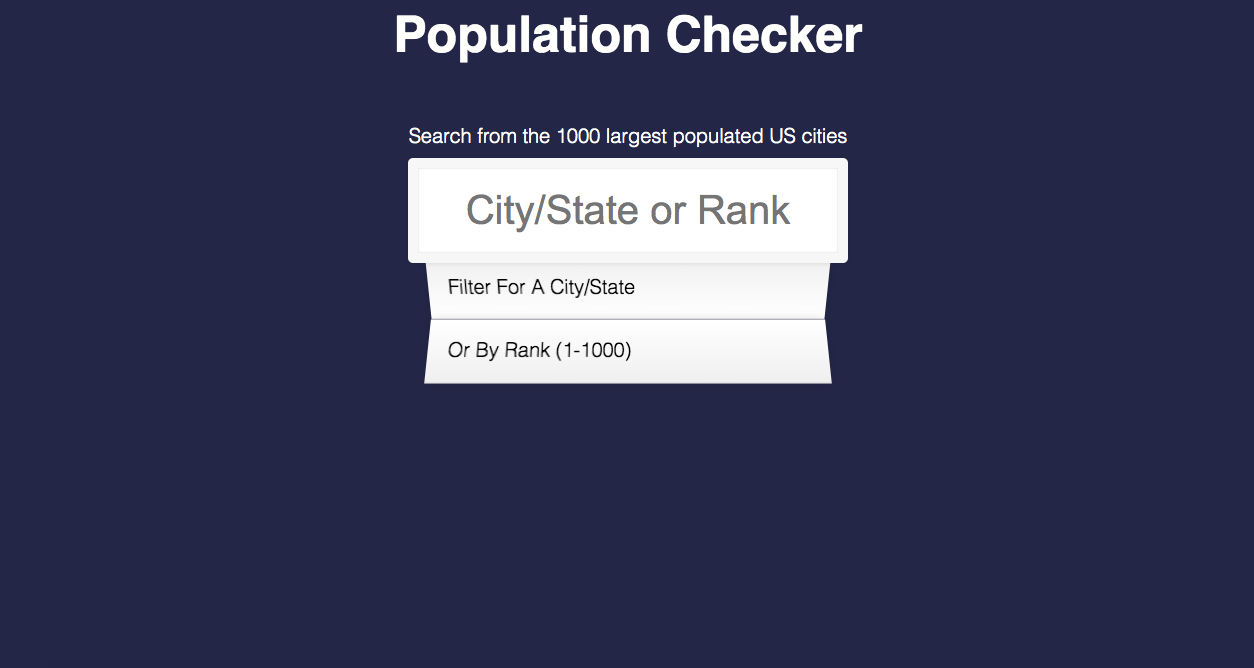 Population Checker
Search from the 1000 largest populated US cities
City/State or Rank
Filter For A City/State
Or By Rank (1-1000)